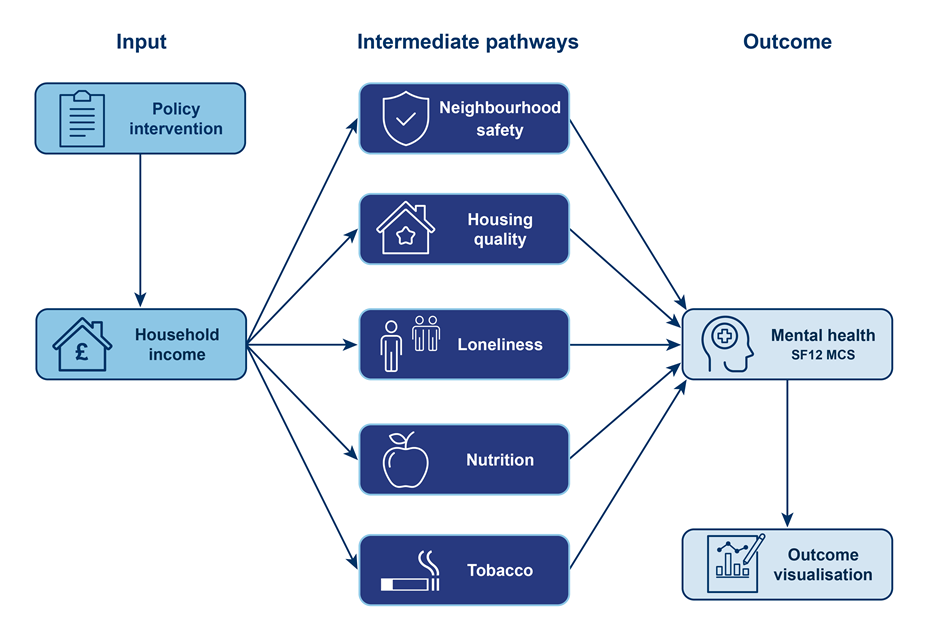 Input
Intermediate pathways
Outcome
Policy
intervention
Household
income
£
Neighbourhood
safety
Housing
quality
Loneliness
Nutrition
Tobacco
Mental health
SF12 MCS
Outcome
visualisation